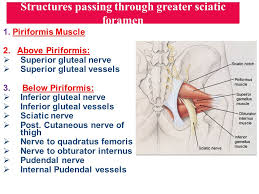 Structures passing through greater sciatic
foramen
1. Piriformis Muscle
2. Above Piriformis:
Superior gluteal nerve
Superior gluteal vessels
3. Below Piriformis:
Inferior gluteal nerve
Inferior gluteal vessels
Sciatic nerve
Post. Cutaneous nerve of
thigh
Nerve to quadratus femoris
Nerve to obturator internus
Pudendal nerve
Internal Pudendal vessels
Sciatic nerve
Piriformis
muscle
Superior
gemellus
muscle
Obturator
internus
muscle
Inferior
gemellus
muscle